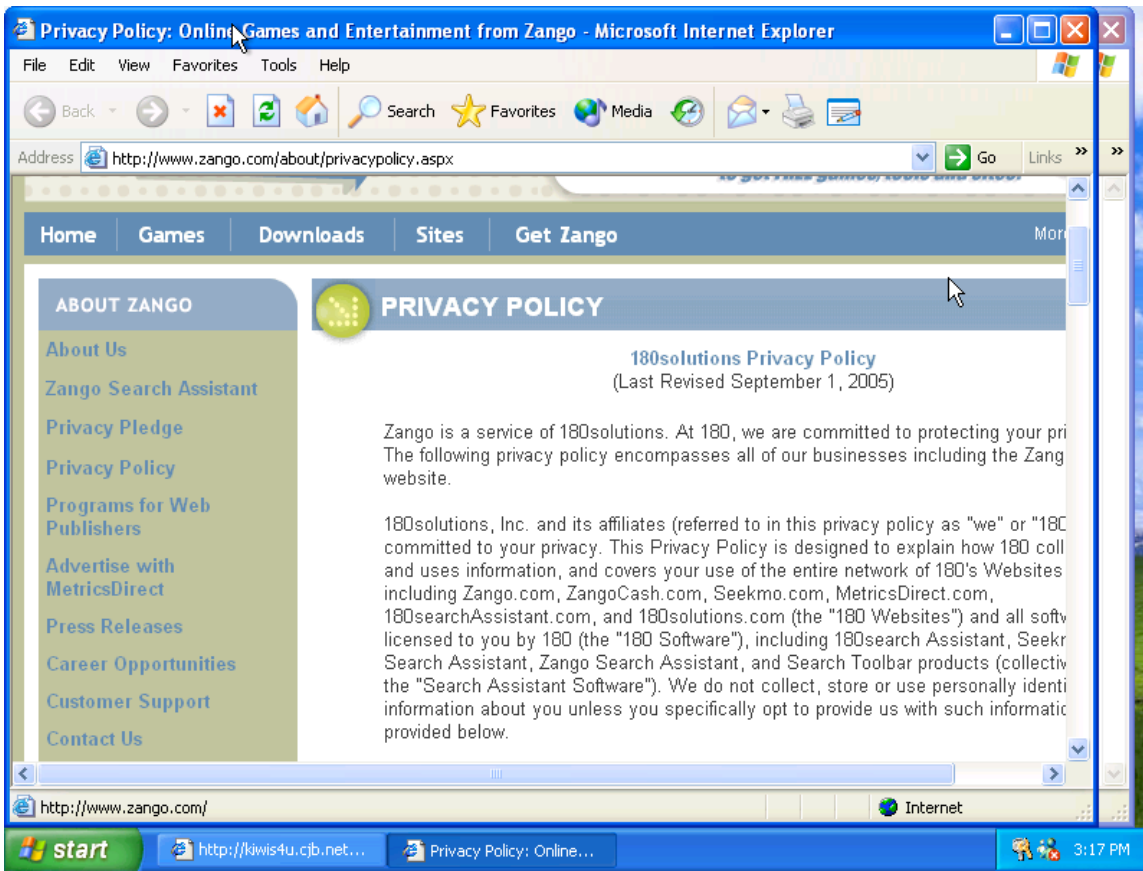 Privacy Policy: Online Games and Entertainment from Zango - Microsoft Internet Explorer
File Edit View Favorites Tools Help
Back Search Favorites Media
Address http://www.zango.com/about/privacypolicy.aspx Go Links »
»
Home Games Downloads Sites Get Zango More
ABOUT ZANGO
About Us
Zango Search Assistant
Privacy Pledge
Privacy Policy
Programs for Web
Publishers
Advertise with
MetricsDirect
Press Releases
Career Opportunities
Customer Support
Contact Us
PRIVACY POLICY
180solutions Privacy Policy
(Last Revised September 1, 2005)
Zango is a service of 180solutions. At 180, we are committed to protecting your pri
The following privacy policy encompasses all of our businesses including the Zang
website.
180solutions, Inc. and its affiliates (referred to in this privacy policy as "we" or "180
committed to your privacy. This Privacy Policy is designed to explain how 180 coll
and uses information, and covers your use of the entire network of 180's Websites
including Zango.com, ZangoCash.com, Seekmo.com, MetricsDirect.com,
180searchAssistant.com, and 180solutions.com (the "180 Websites") and all softw
licensed to you by 180 (the "180 Software"), including 180search Assistant, Seekr
Search Assistant, Zango Search Assistant, and Search Toolbar products (collectiv
the "Search Assistant Software"). We do not collect, store or use personally identi
information about you unless you specifically opt to provide us with such informatio
provided below.
http://www.zango.com/ Internet
start http://kiwis4u.cjb.net... Privacy Policy: Online... 3:17 PM